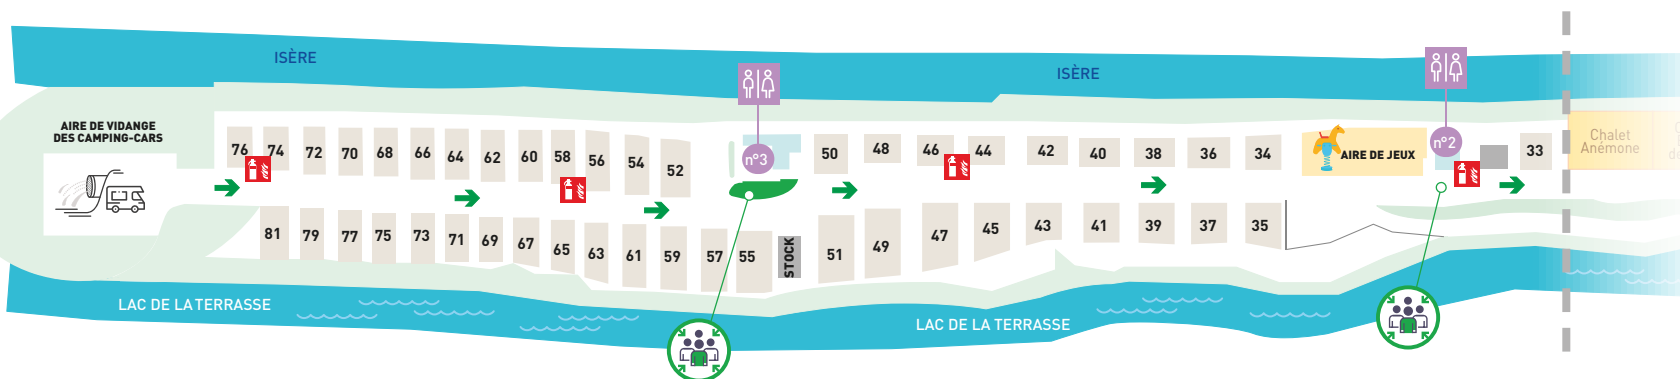 ISÈRE
ISÈRE
AIRE DE VIDANGE
DES CAMPING-CARS
76 74 72 70 68 66 64 62 60 58 56 54 52
n°3
50 48 46 44 42 40 38 36 34
AIRE DE JEUX
n°2
33
Chalet
Anémone
81 79 77 75 73 71 69 67 65 63 61 59 57 55
STOCK
51 49 47 45 43 41 39 37 35
LAC DE LA TERRASSE
LAC DE LA TERRASSE